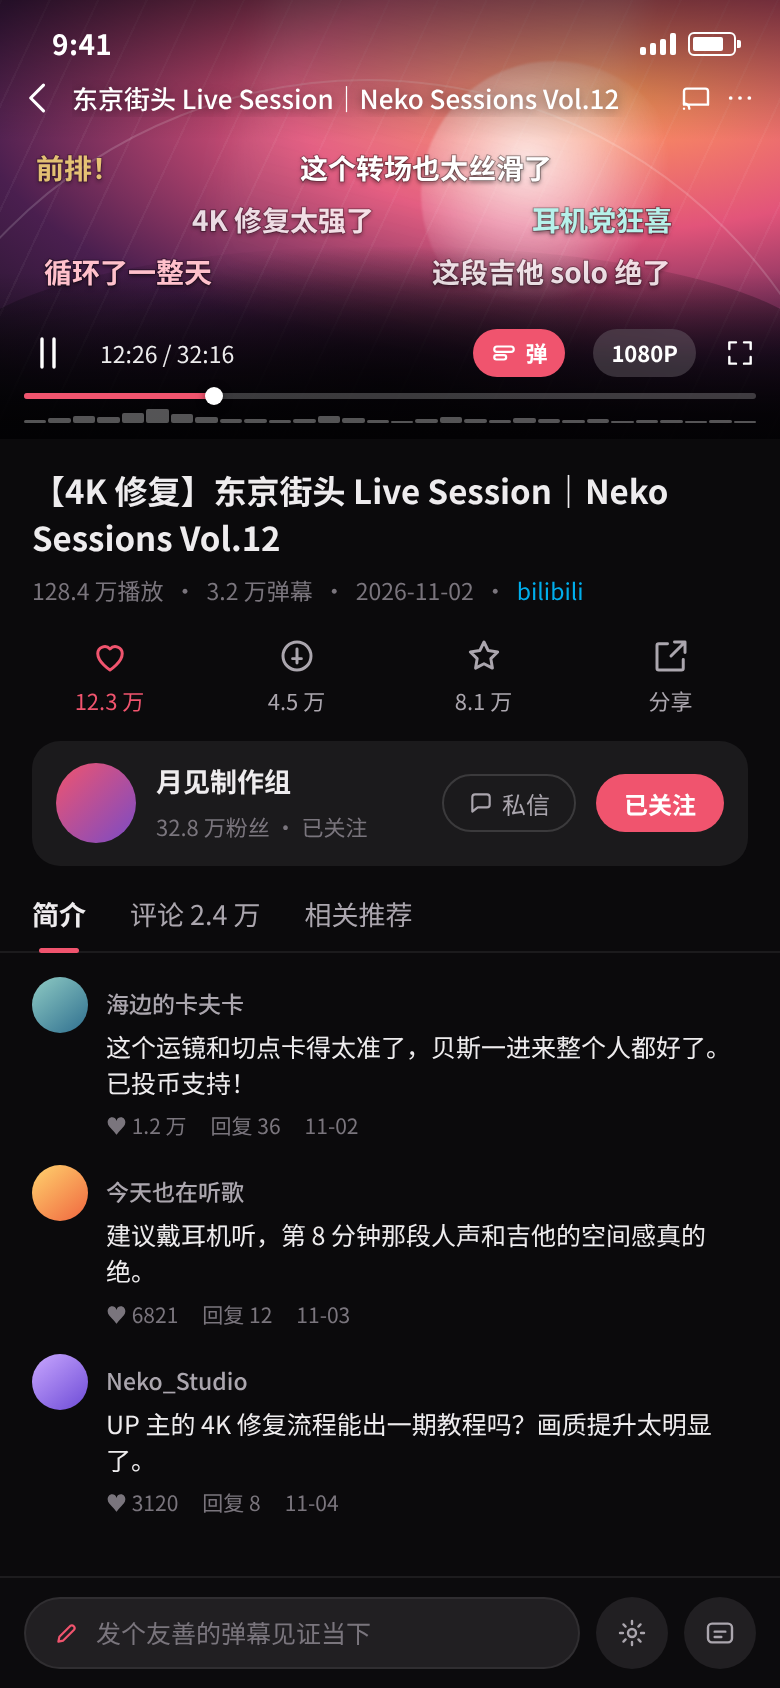 9:41
东京街头 Live Session｜Neko Sessions Vol.12
前排！
这个转场也太丝滑了
4K 修复太强了
耳机党狂喜
循环了一整天
这段吉他 solo 绝了
12:26 / 32:16
弹
1080P
【4K 修复】东京街头 Live Session｜Neko
Sessions Vol.12
128.4 万播放 · 3.2 万弹幕 · 2026-11-02 · bilibili
12.3 万
4.5 万
8.1 万
分享
月见制作组
32.8 万粉丝 · 已关注
私信
已关注
简介
评论 2.4 万
相关推荐
海边的卡夫卡
这个运镜和切点卡得太准了，贝斯一进来整个人都好了。
已投币支持！
♥ 1.2 万 回复 36 11-02
今天也在听歌
建议戴耳机听，第 8 分钟那段人声和吉他的空间感真的
绝。
♥ 6821 回复 12 11-03
Neko_Studio
UP 主的 4K 修复流程能出一期教程吗？画质提升太明显
了。
♥ 3120 回复 8 11-04
发个友善的弹幕见证当下